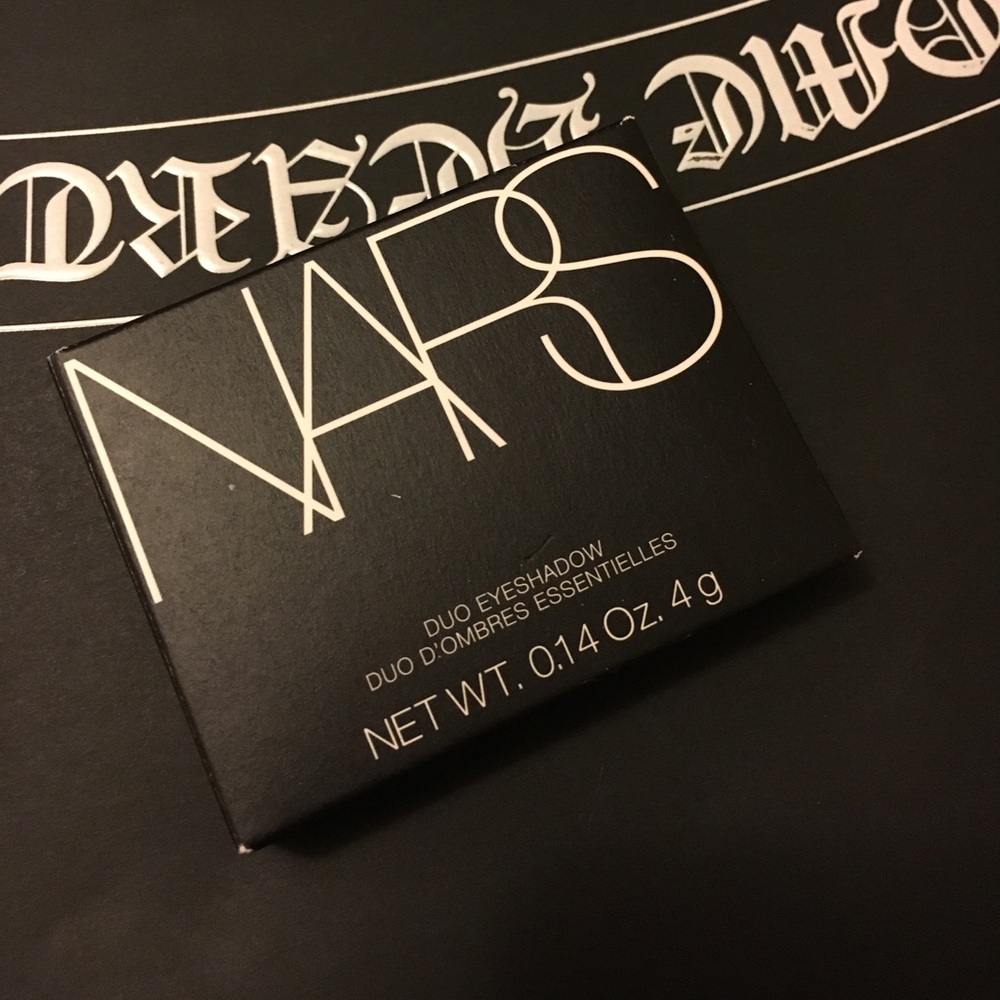 NARS
DUO EYESHADOW
DUO D'OMBRES ESSENTIELLES
NET WT. 0.14 Oz. 4 g